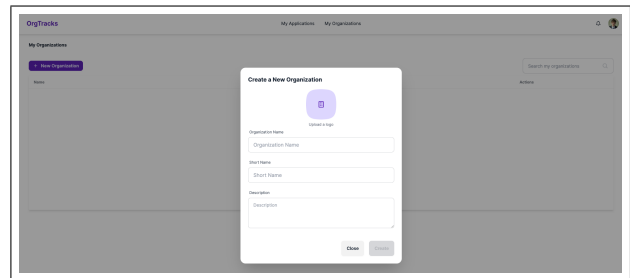 OrgTracks
My Applications My Organizations
My Organizations
+ New Organization
Search my organizations
Name
Actions
Create a New Organization
Upload a logo
Organization Name
Organization Name
Short Name
Short Name
Description
Description
Close Create